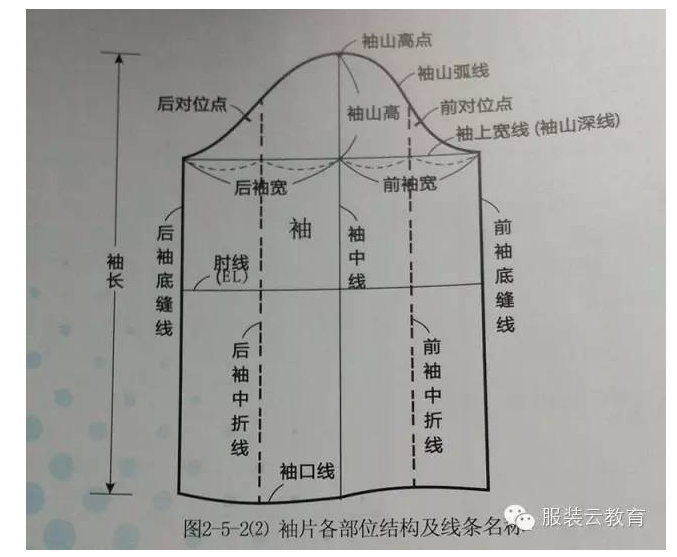 袖山高点
袖山弧线
后对位点
袖山高
前对位点
袖上宽线(袖山深线)
后袖宽
前袖宽
袖
袖中线
后袖底缝线
前袖底缝线
袖长
肘线
(EL)
后袖中折线
前袖中折线
袖口线
图2-5-2(2) 袖片各部位结构及线条名称
服装云教育